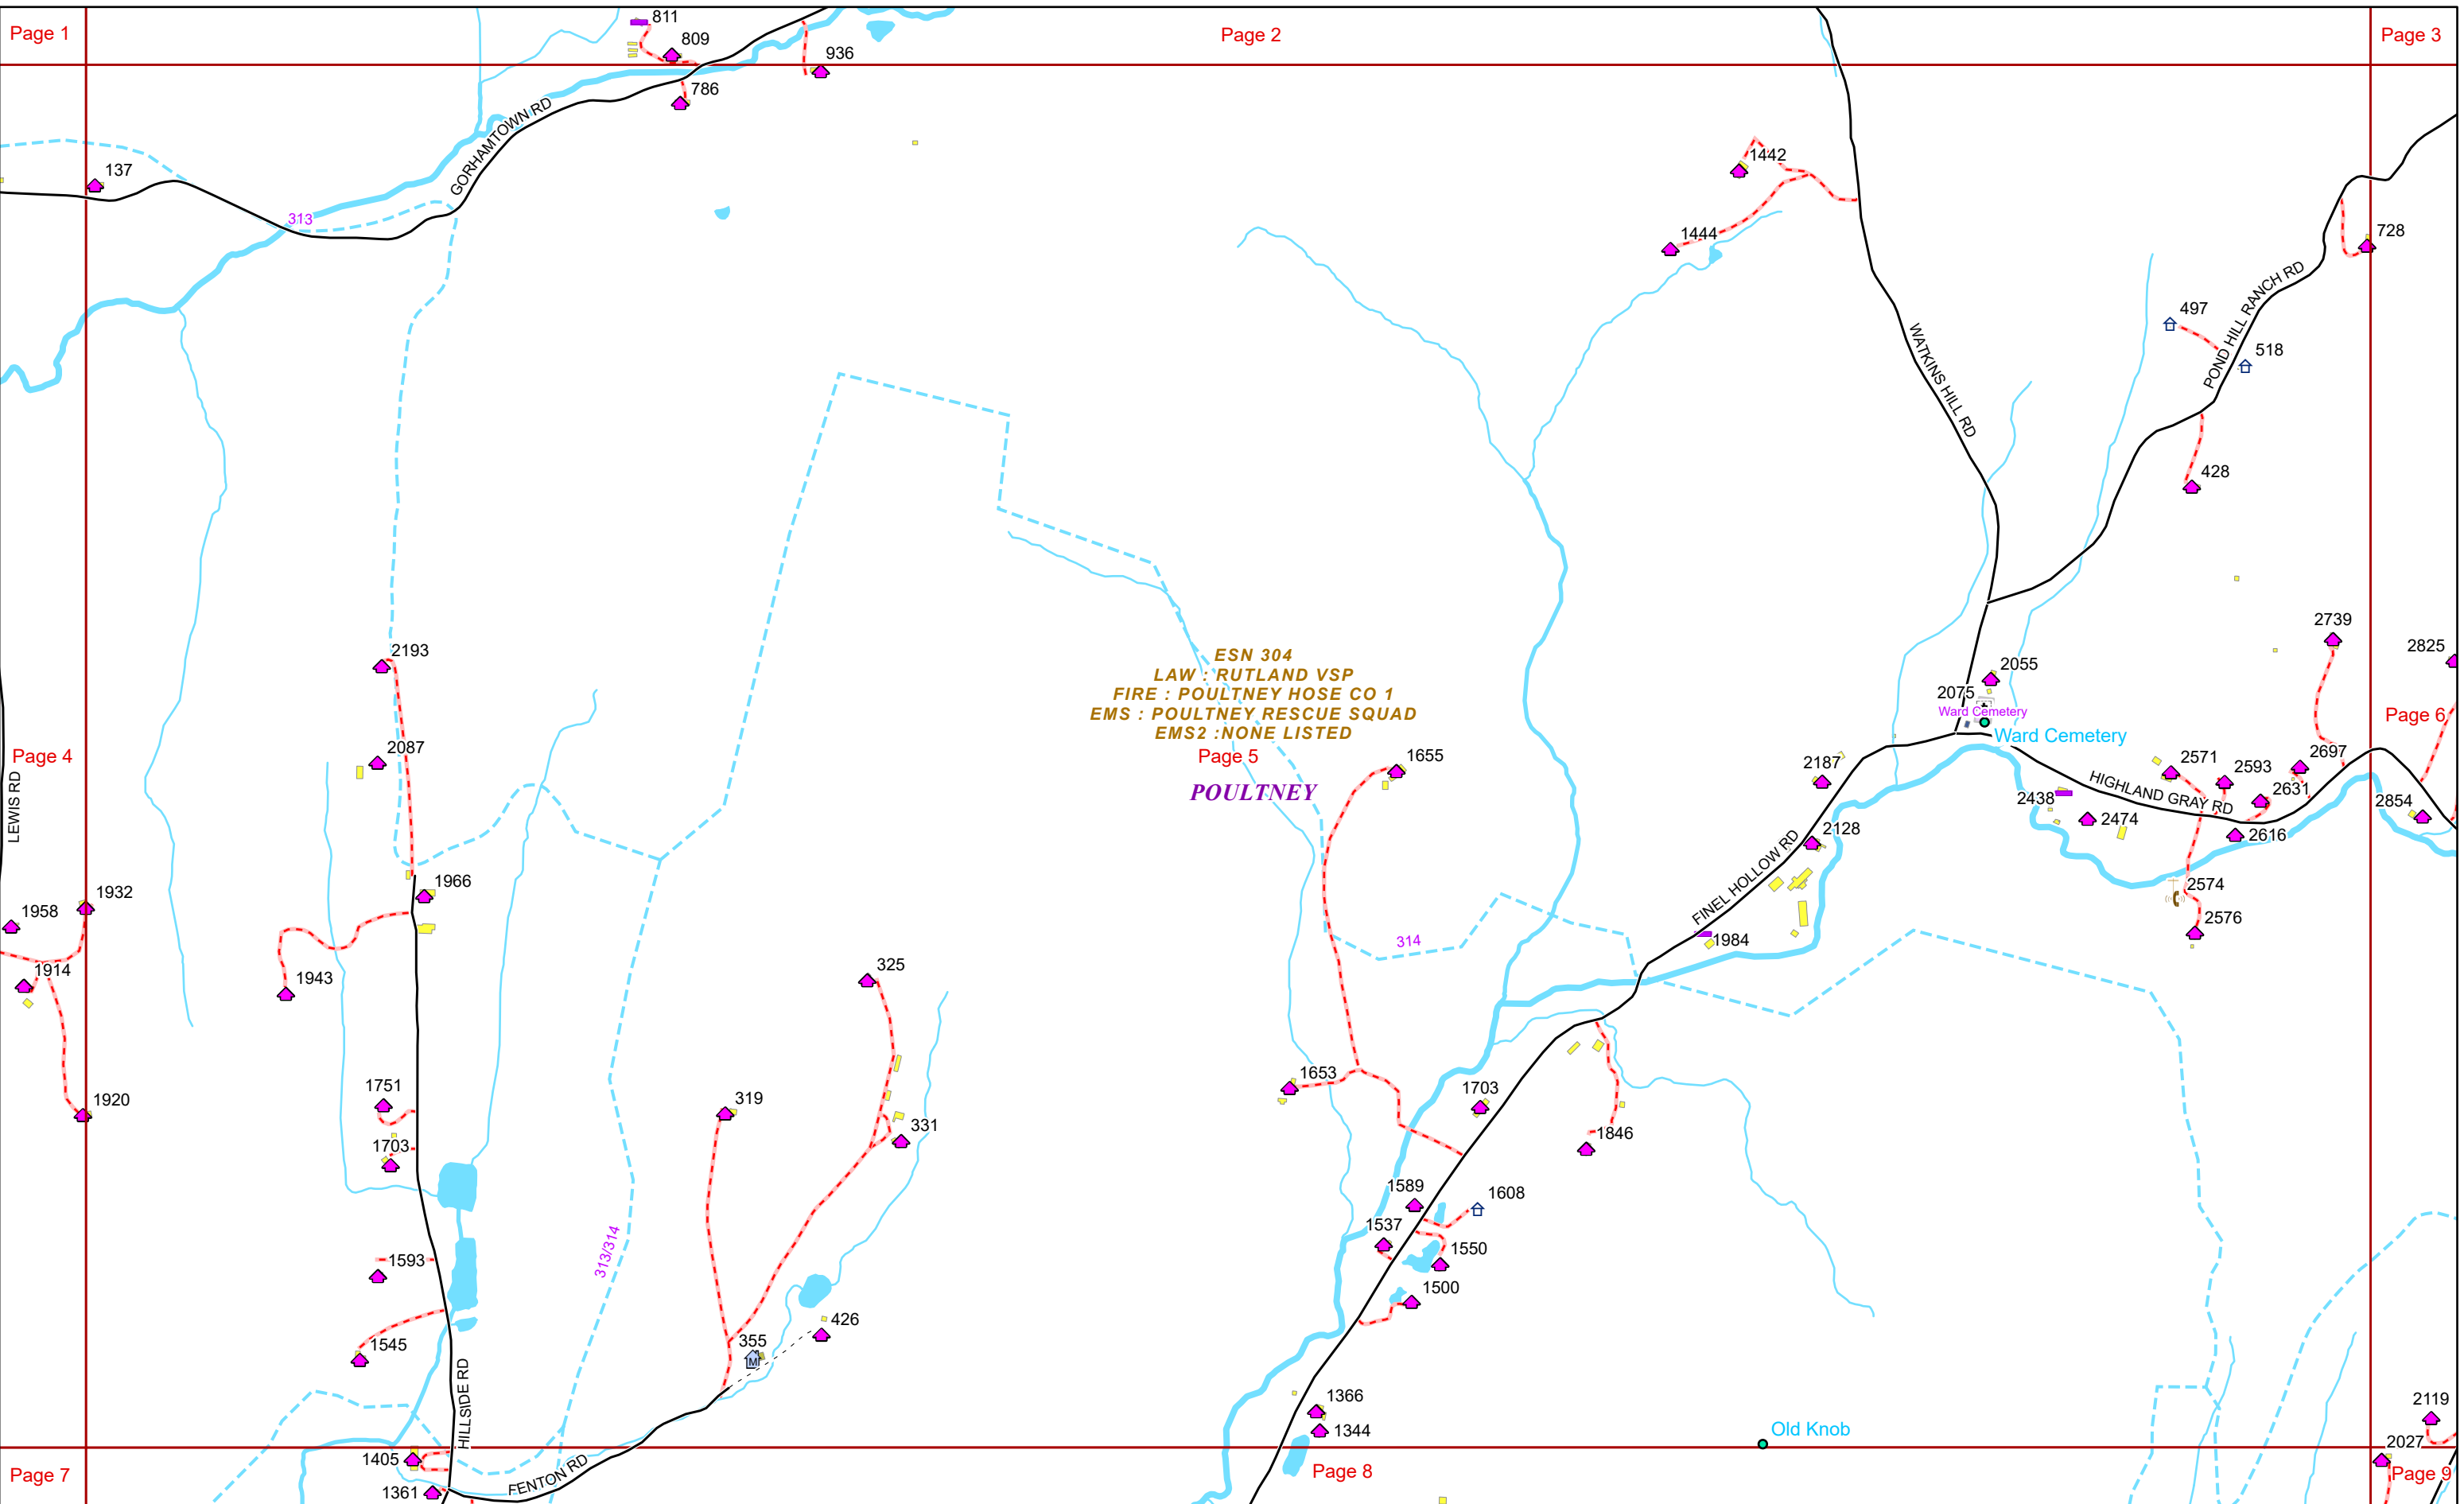 Page 1
811
809
936
Page 2
Page 3
786
GORHAMTOWN RD
137
313
1442
1444
728
497
518
POND HILL RANCH RD
WATKINS HILL RD
428
2193
2087
Page 4
LEWIS RD
ESN 304
LAW : RUTLAND VSP
FIRE : POULTNEY HOSE CO 1
EMS : POULTNEY RESCUE SQUAD
EMS2 :NONE LISTED
Page 5
POULTNEY
1655
2055
2075
Ward Cemetery
Ward Cemetery
2739
2825
Page 6
2187
2571
2593
2697
2631
HIGHLAND GRAY RD
2438
2474
2616
2854
2128
FINEL HOLLOW RD
1984
2574
2576
1932
1958
1966
1914
1943
314
325
1920
1751
1703
319
331
1653
1703
1846
1589
1608
1537
1550
1500
313/314
1593
1545
355
M
426
HILLSIDE RD
1366
1344
Old Knob
2119
2027
1405
1361
Page 7
FENTON RD
Page 8
Page 9